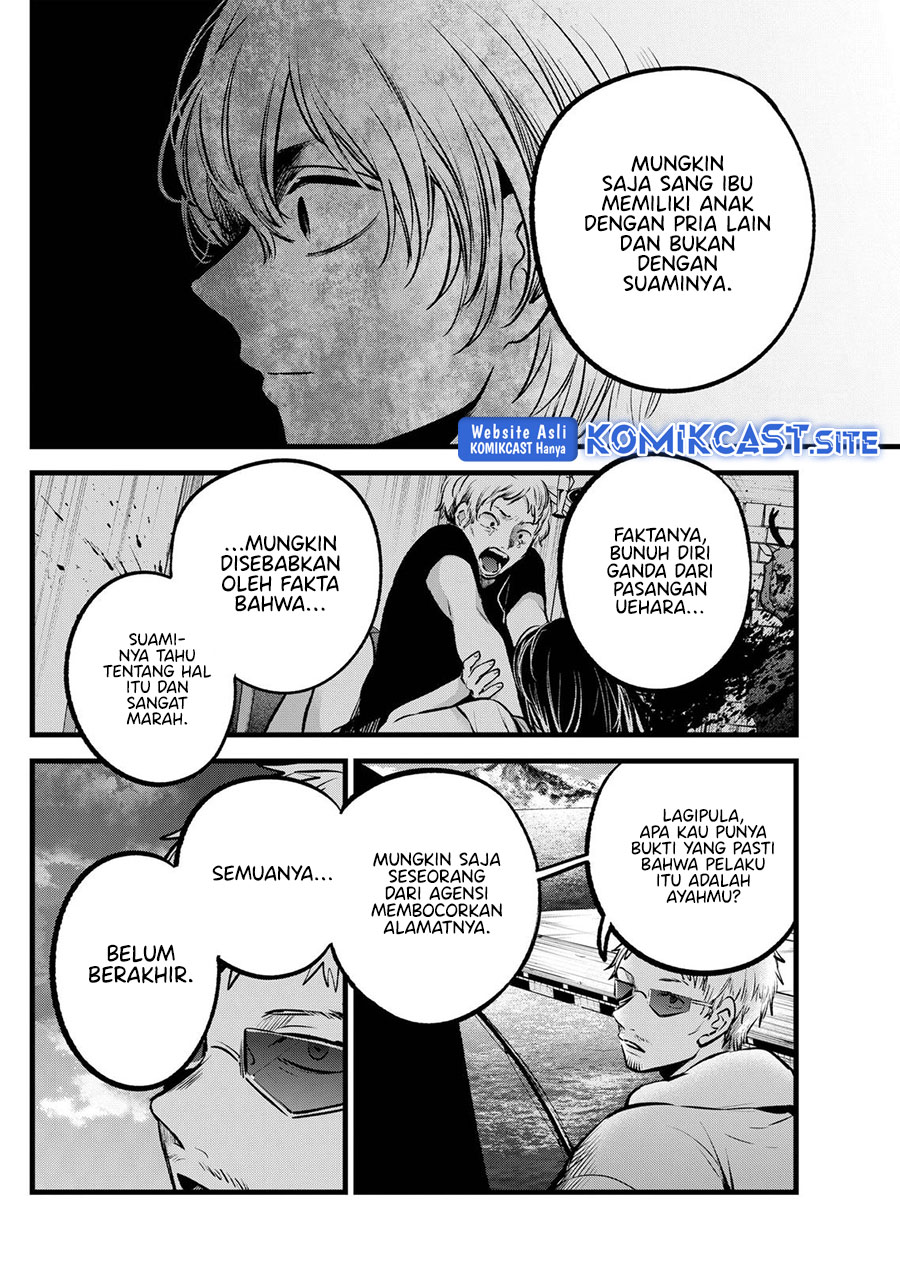 MUNGKIN
SAJA SANG IBU
MEMILIKI ANAK
DENGAN PRIA LAIN
DAN BUKAN
DENGAN
SUAMINYA.
Website Asli
KOMIKCAST Hanya
KOMIKCAST.SITE
FAKTANYA,
BUNUH DIRI
GANDA DARI
PASANGAN
UEHARA...
...MUNGKIN
DISEBABKAN
OLEH FAKTA
BAHWA...
SUAMI-
NYA TAHU
TENTANG HAL
ITU DAN
SANGAT
MARAH.
LAGIPULA,
APA KAU PUNYA
BUKTI YANG PASTI
BAHWA PELAKU
ITU ADALAH
AYAHMU?
MUNGKIN SAJA
SESEORANG
DARI AGENSI
MEMBOCORKAN
ALAMATNYA.
SEMUANYA...
BELUM
BERAKHIR.